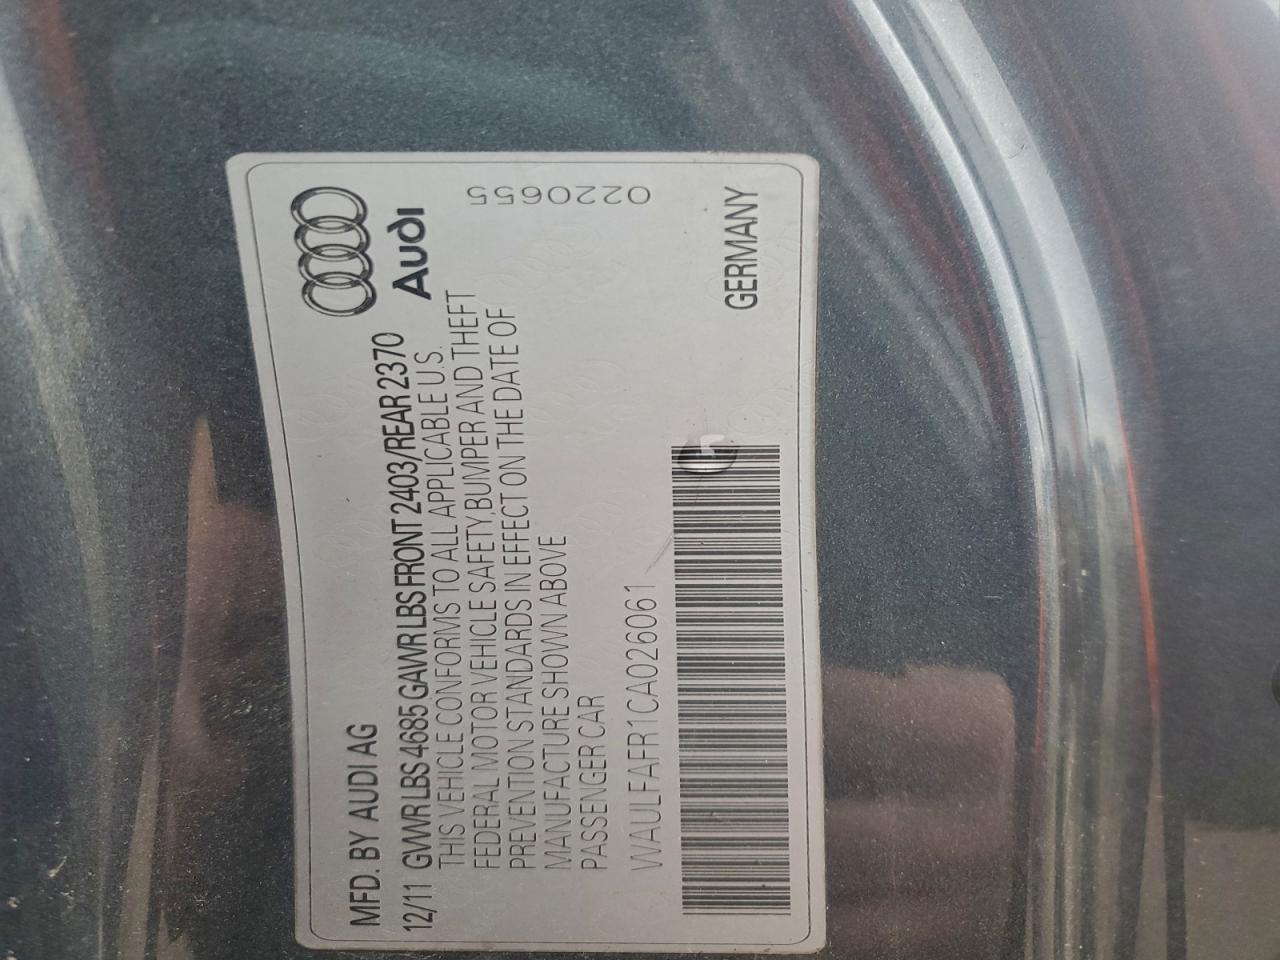 MFD. BY AUDI AG
12/11 GVWR LBS 4685 GAWR LBS FRONT 2403/REAR 2370
Audi
THIS VEHICLE CONFORMS TO ALL APPLICABLE U.S.
FEDERAL MOTOR VEHICLE SAFETY,BUMPER AND THEFT
PREVENTION STANDARDS IN EFFECT ON THE DATE OF
MANUFACTURE SHOWN ABOVE
PASSENGER CAR
0220655
WAULFAFR1CA026061
GERMANY